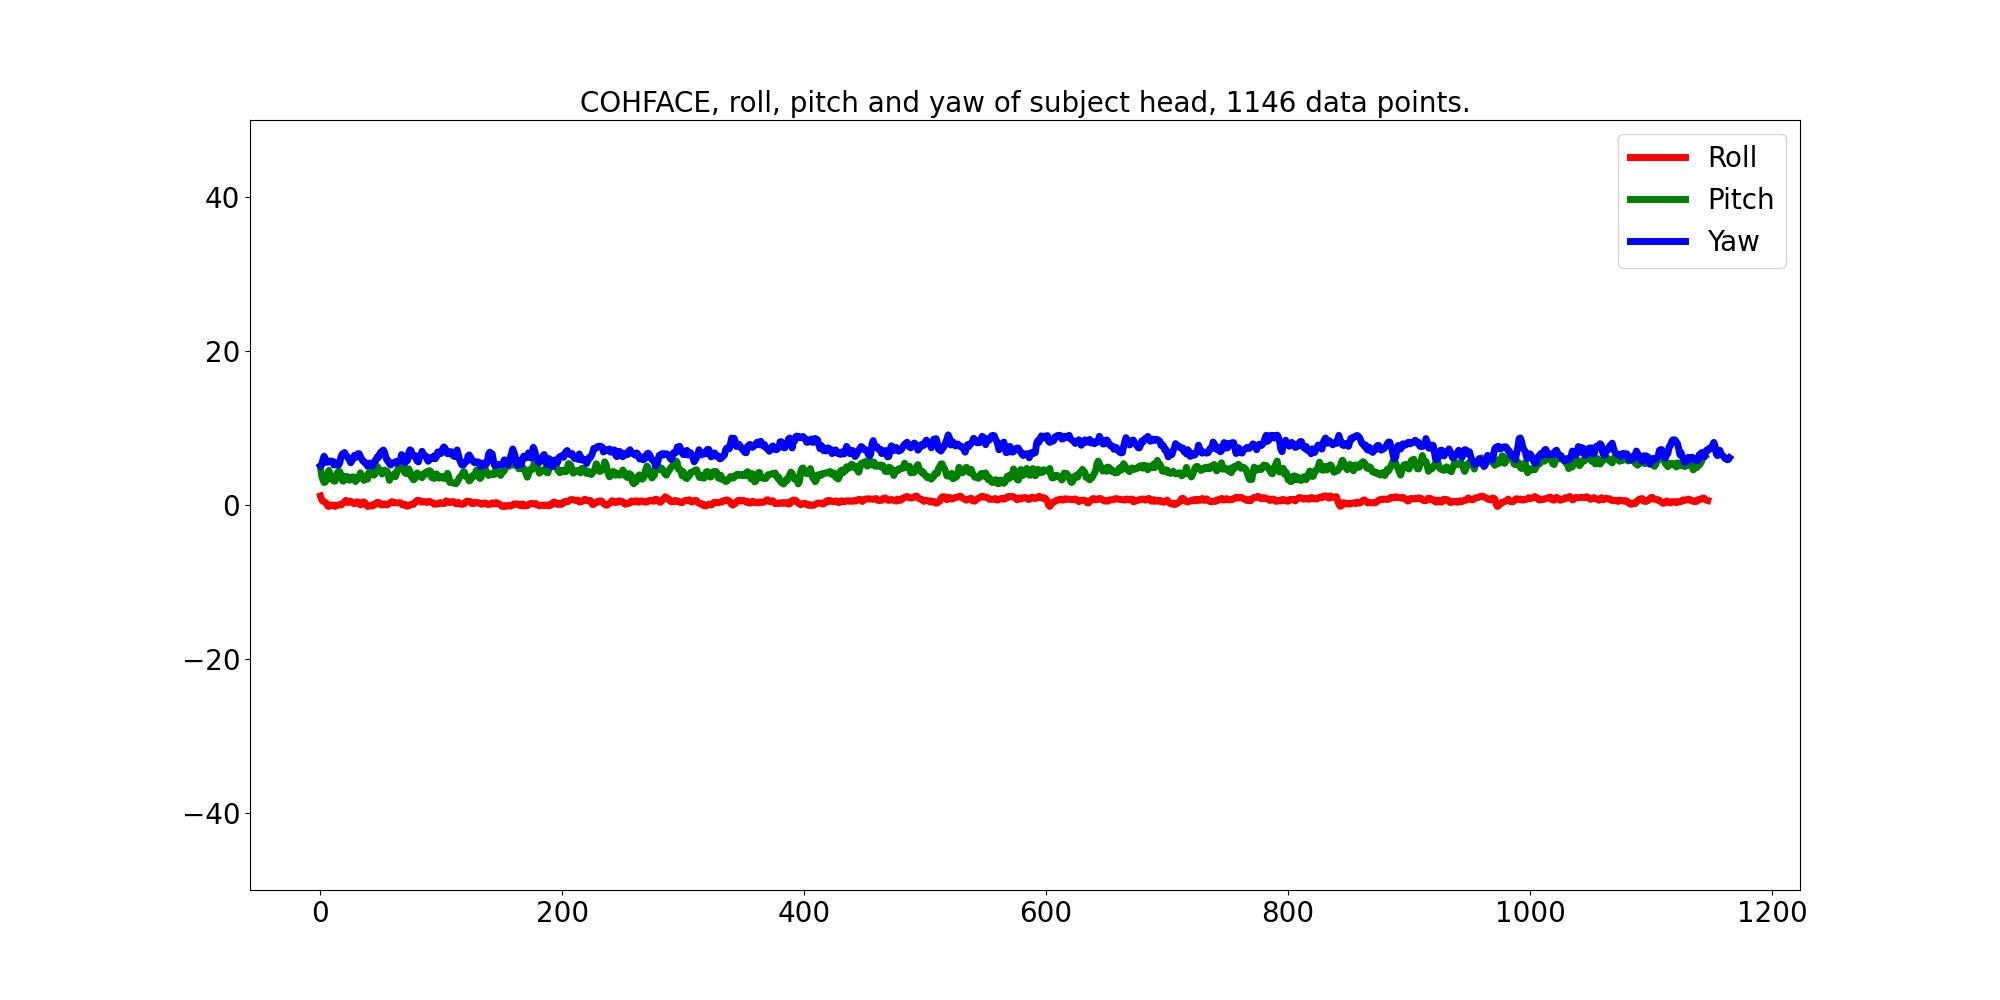 COHFACE, roll, pitch and yaw of subject head, 1146 data points.
Roll
Pitch
Yaw
40
20
0
−20
−40
0 200 400 600 800 1000 1200